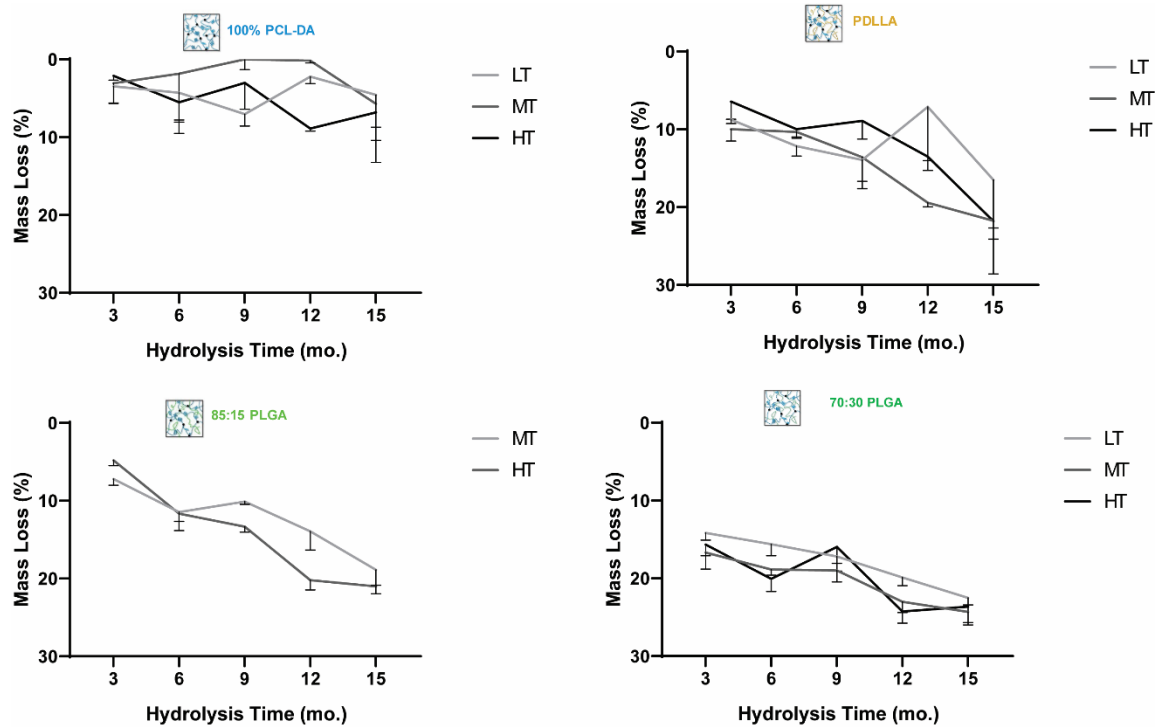 100% PCL-DA
0
10
20
30
Mass Loss (%)
3 6 9 12 15
Hydrolysis Time (mo.)
LT
MT
HT
PDLLA
0
10
20
30
Mass Loss (%)
3 6 9 12 15
Hydrolysis Time (mo.)
LT
MT
HT
85:15 PLGA
0
10
20
30
Mass Loss (%)
3 6 9 12 15
Hydrolysis Time (mo.)
MT
HT
70:30 PLGA
0
10
20
30
Mass Loss (%)
3 6 9 12 15
Hydrolysis Time (mo.)
LT
MT
HT